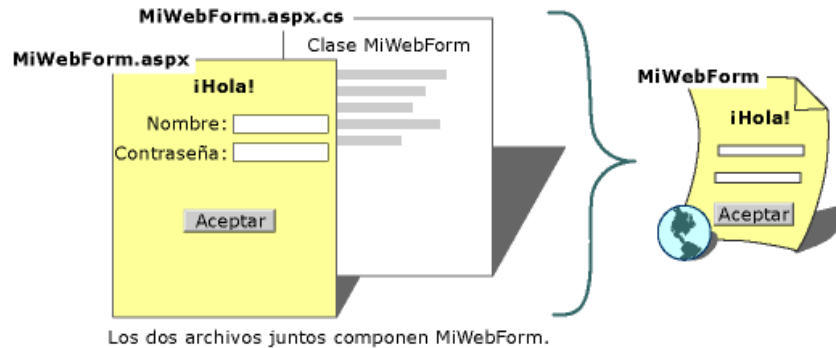 MiWebForm.aspx.cs
Clase MiWebForm
MiWebForm.aspx
¡Hola!
Nombre:
Contraseña:
Aceptar
MiWebForm
¡Hola!
Aceptar
Los dos archivos juntos componen MiWebForm.